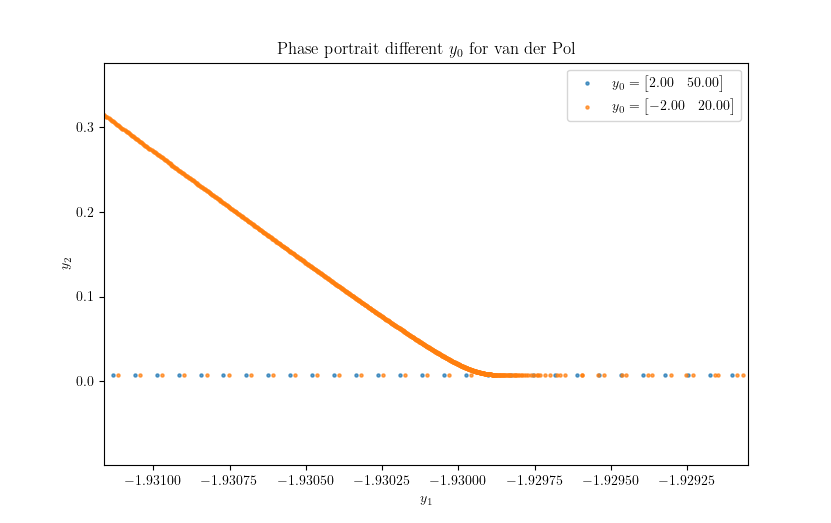 Phase portrait different y₀ for van der Pol
y₀ = [2.00 50.00]
y₀ = [−2.00 20.00]
0.3
0.2
0.1
0.0
y₂
−1.93100 −1.93075 −1.93050 −1.93025 −1.93000 −1.92975 −1.92950 −1.92925
y₁